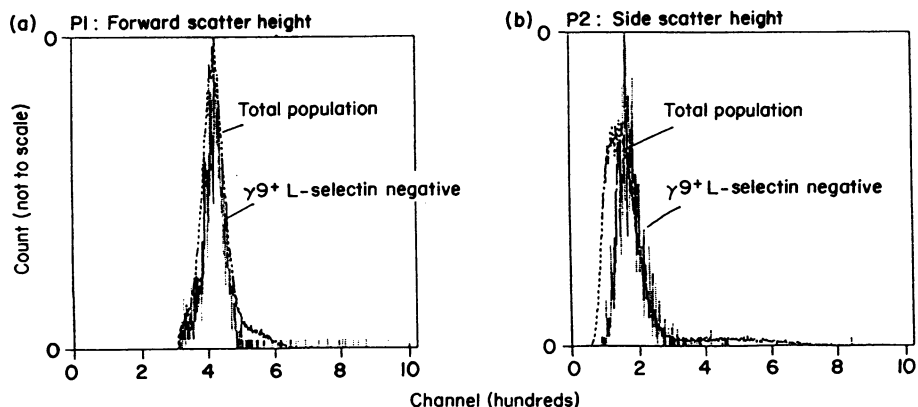 (a) P1 : Forward scatter height
0
Total population
γ9+ L-selectin negative
Count (not to scale)
0
0 2 4 6 8 10
(b) P2 : Side scatter height
0
Total population
γ9+ L-selectin negative
0
0 2 4 6 8 10
Channel (hundreds)